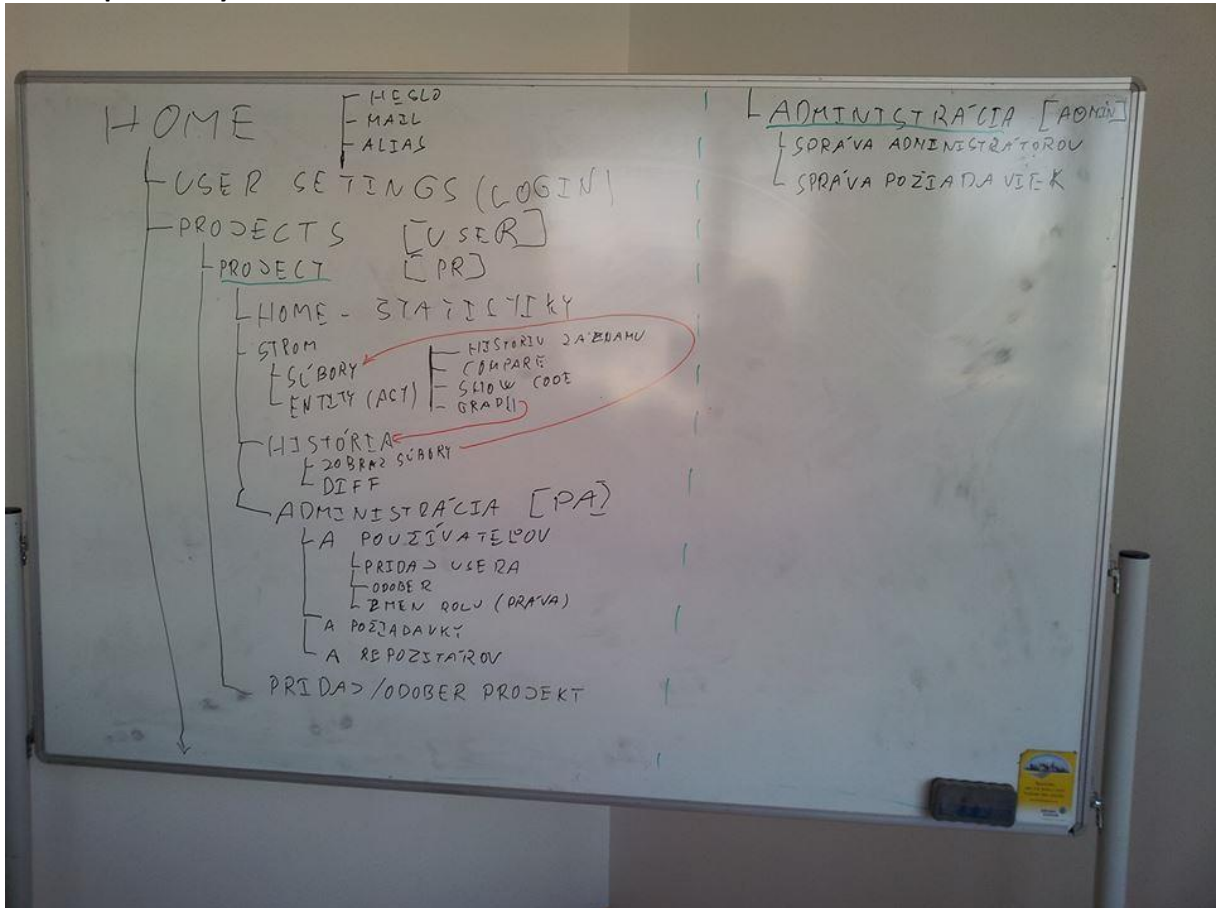 HOME
HESLO
MAIL
ALIAS
USER SETINGS (LOGIN)
PROJECTS [USER]
PROJECT [PR]
HOME - STATISTIKY
STROM
SÚBORY
ENTITY (ACT)
HISTORIU ZÁZNAMU
COMPARE
SHOW CODE
GRAPH
HISTÓRIA
ZOBRAZ SÚBORY
DIFF
ADMINISTRÁCIA [PA]
A POUŽÍVATEĽOV
PRIDAJ USERA
ODOBER
ZMEN ROLU (PRÁVA)
A POŽIADAVKY
A REPOZITÁROV
PRIDAJ/ODOBER PROJEKT
ADMINISTRÁCIA [ADMIN]
SPRÁVA ADMINISTRÁTOROV
SPRÁVA POŽIADAVIEK